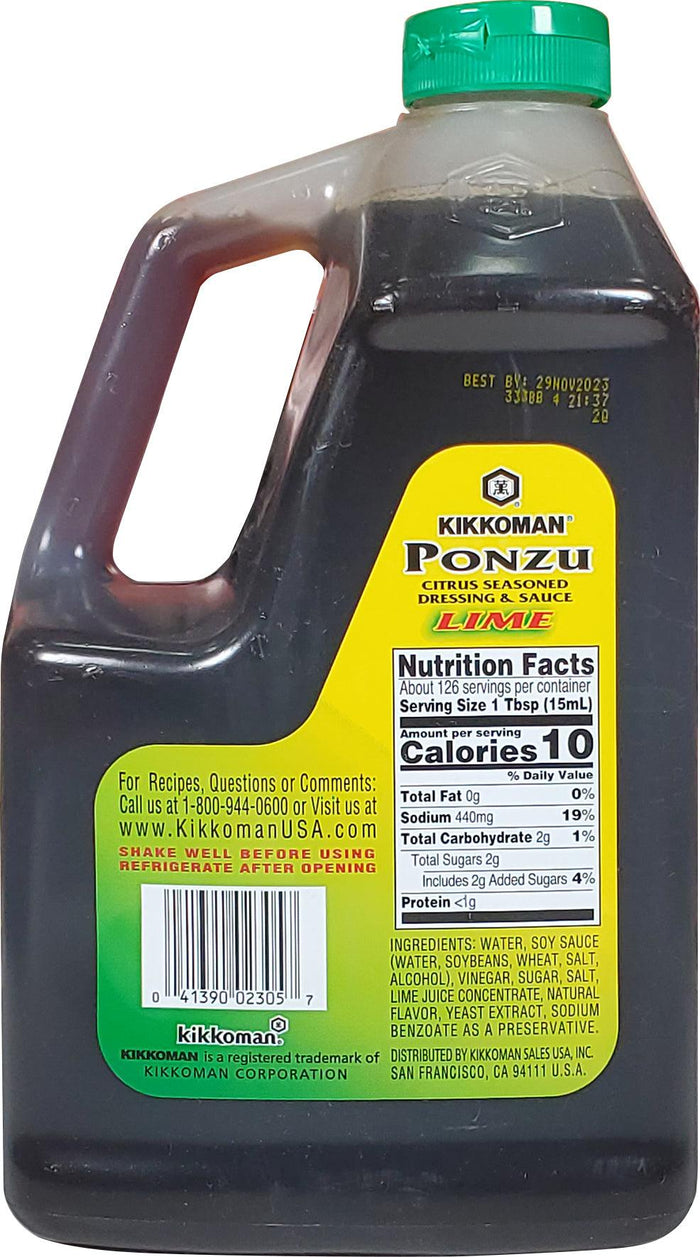 BEST BY: 29NOV2023
33JBB 4 21:37
20
萬
KIKKOMAN®
PONZU
CITRUS SEASONED
DRESSING & SAUCE
LIME
Nutrition Facts
About 126 servings per container
Serving Size 1 Tbsp (15mL)
Amount per serving
Calories 10
% Daily Value
Total Fat 0g 0%
Sodium 440mg 19%
Total Carbohydrate 2g 1%
Total Sugars 2g
Includes 2g Added Sugars 4%
Protein <1g
INGREDIENTS: WATER, SOY SAUCE
(WATER, SOYBEANS, WHEAT, SALT,
ALCOHOL), VINEGAR, SUGAR, SALT,
LIME JUICE CONCENTRATE, NATURAL
FLAVOR, YEAST EXTRACT, SODIUM
BENZOATE AS A PRESERVATIVE.
DISTRIBUTED BY KIKKOMAN SALES USA, INC.
SAN FRANCISCO, CA 94111 U.S.A.
For Recipes, Questions or Comments:
Call us at 1-800-944-0600 or Visit us at
www.KikkomanUSA.com
SHAKE WELL BEFORE USING
REFRIGERATE AFTER OPENING
0 41390 02305 7
kikkoman®
KIKKOMAN is a registered trademark of
KIKKOMAN CORPORATION